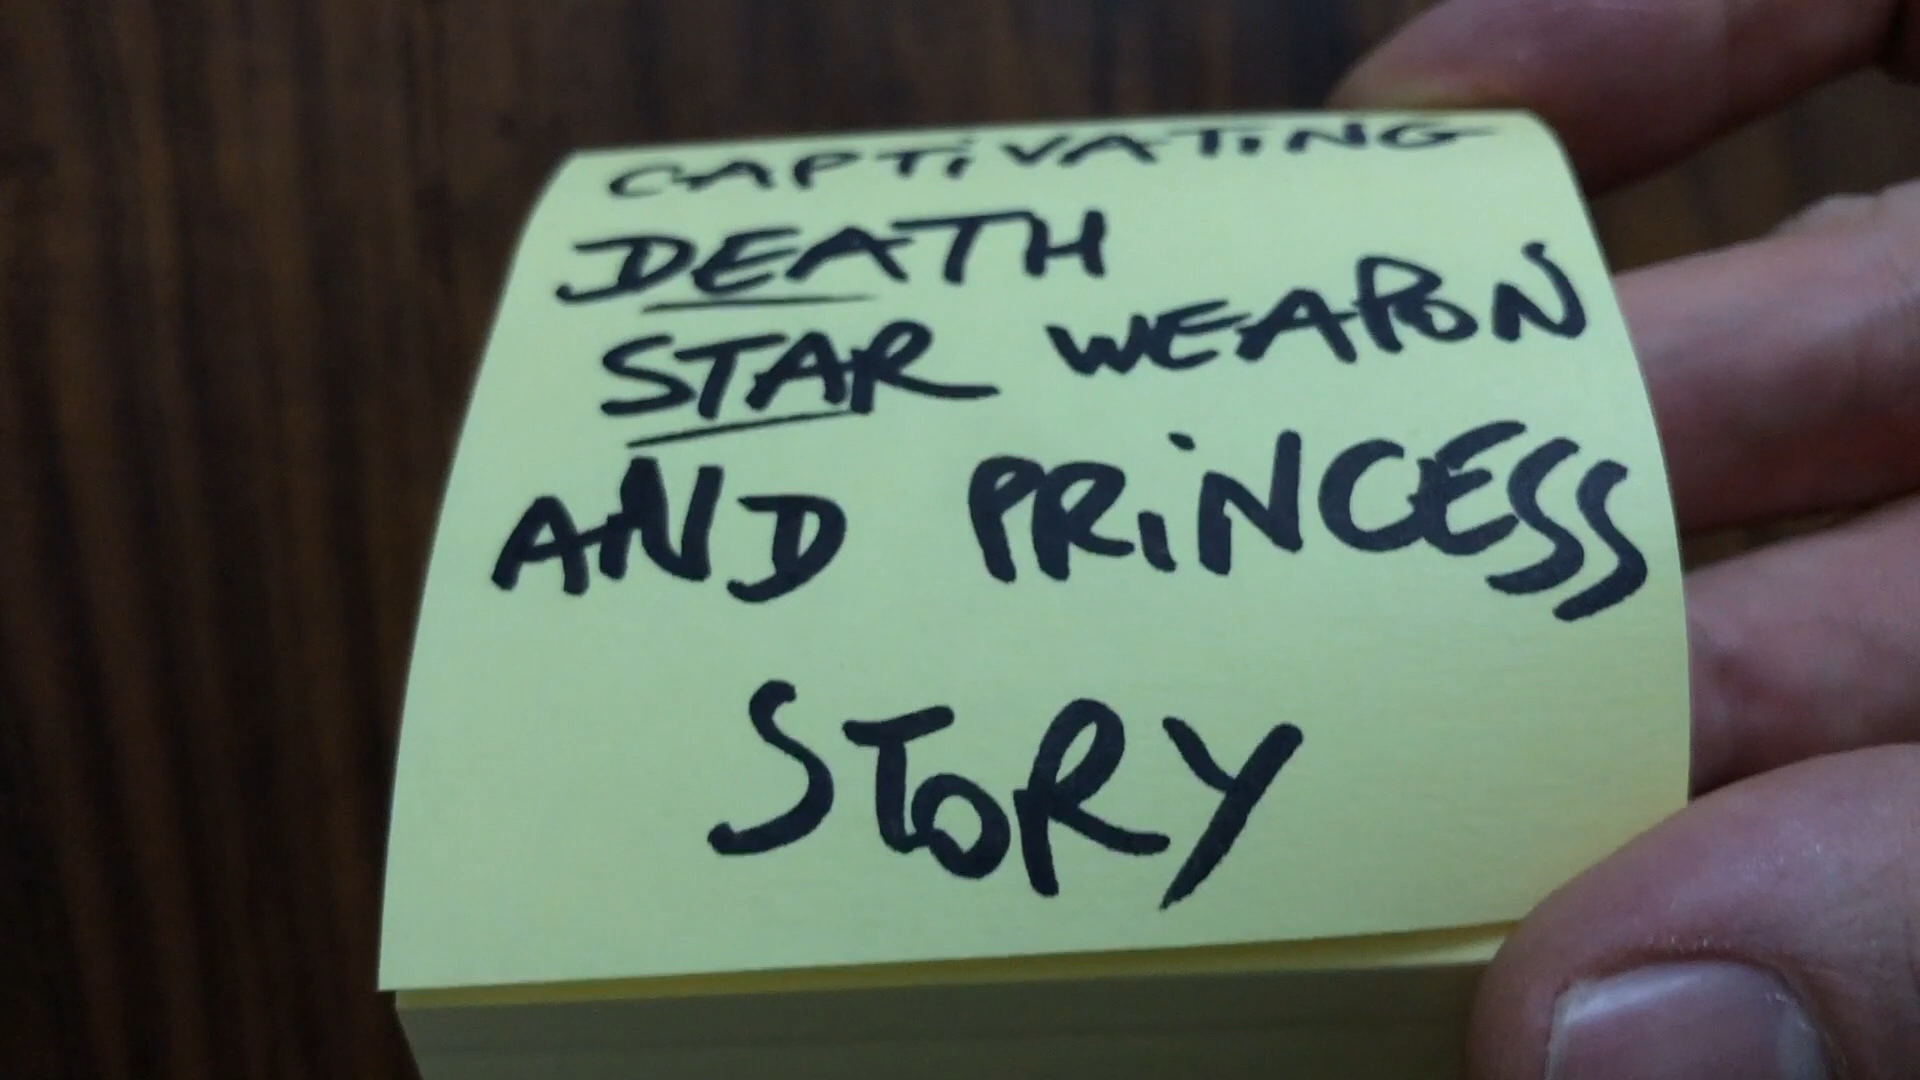 CAPTiVATiNG
DEATH
STAR WEAPON
AND PRiNCESS
STORY